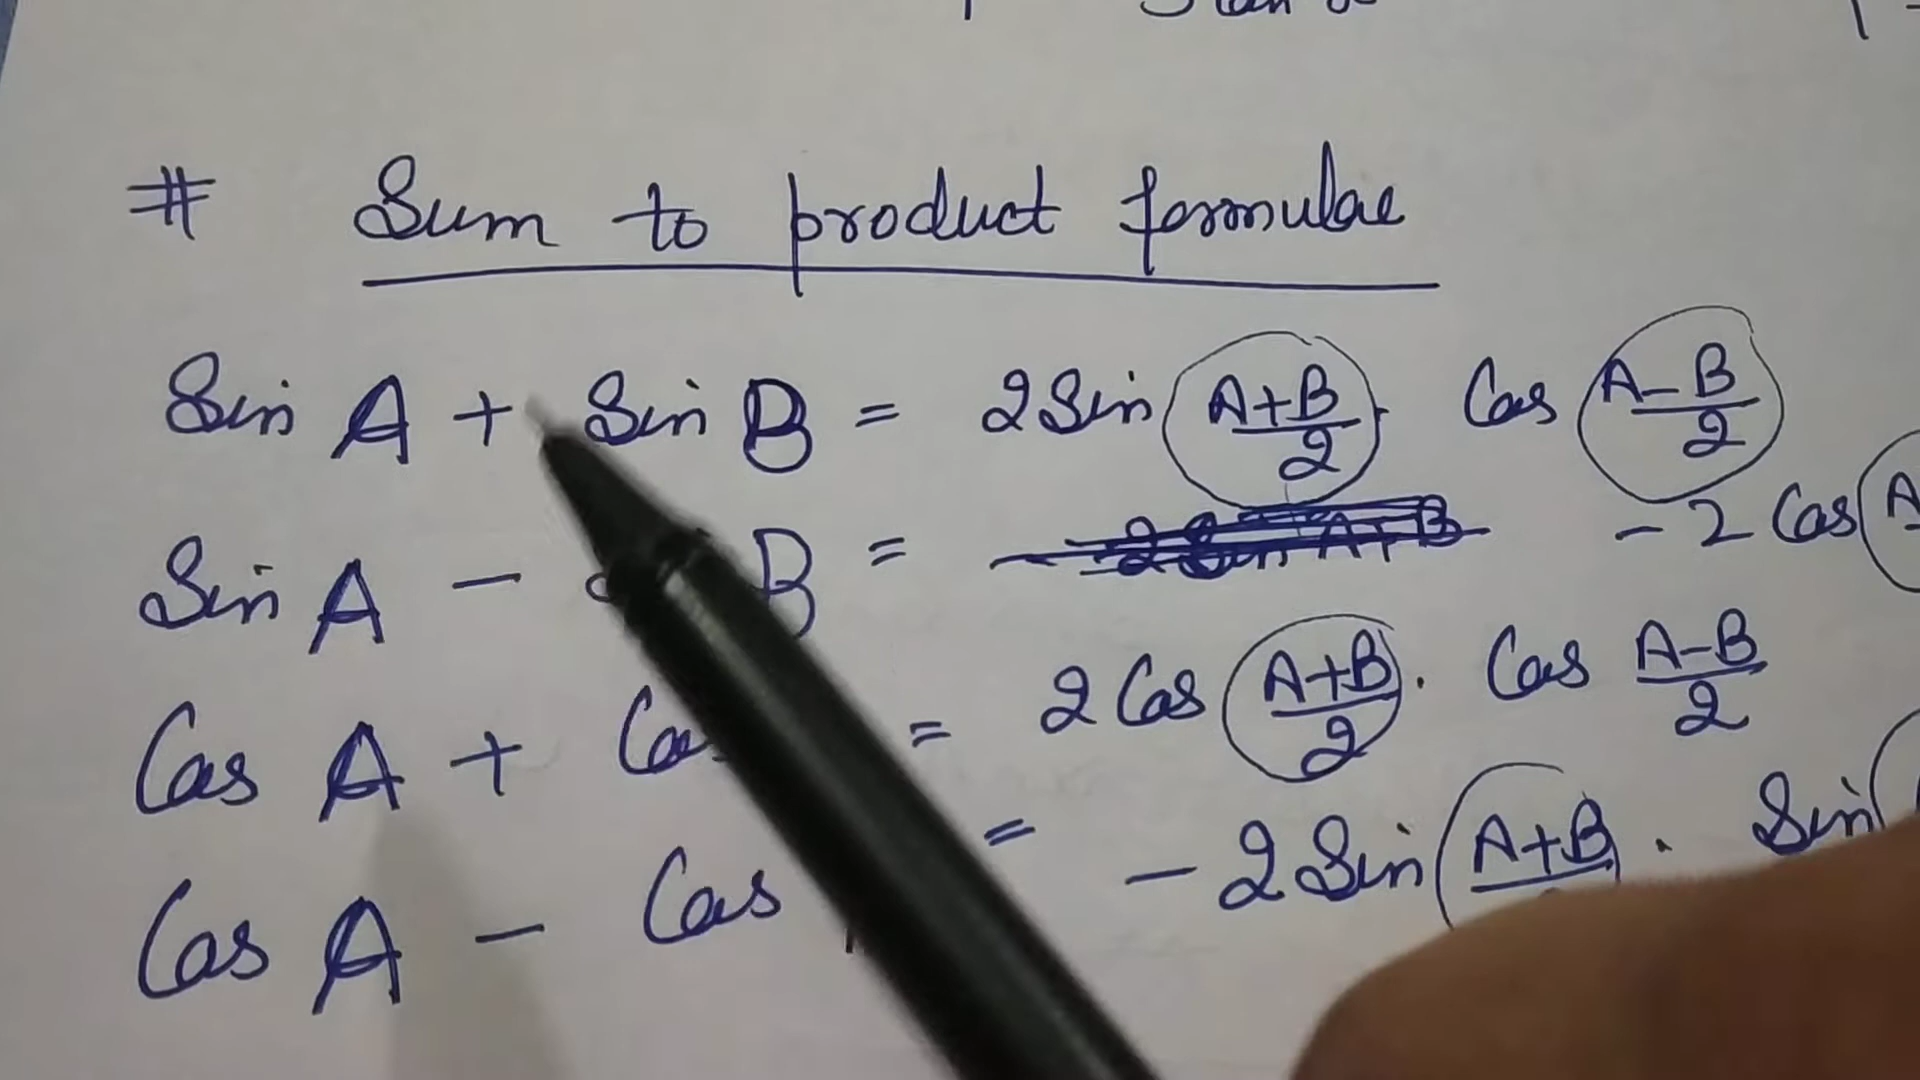 # Sum to product formulae
Sin A + Sin B = 2 Sin (A+B)/2 . Cos (A-B)/2
Sin A - B = - 2 Cos A
Cos A + Cos = 2 Cos (A+B)/2 . Cos (A-B)/2
Cos A - Cos = - 2 Sin A+B . Sin